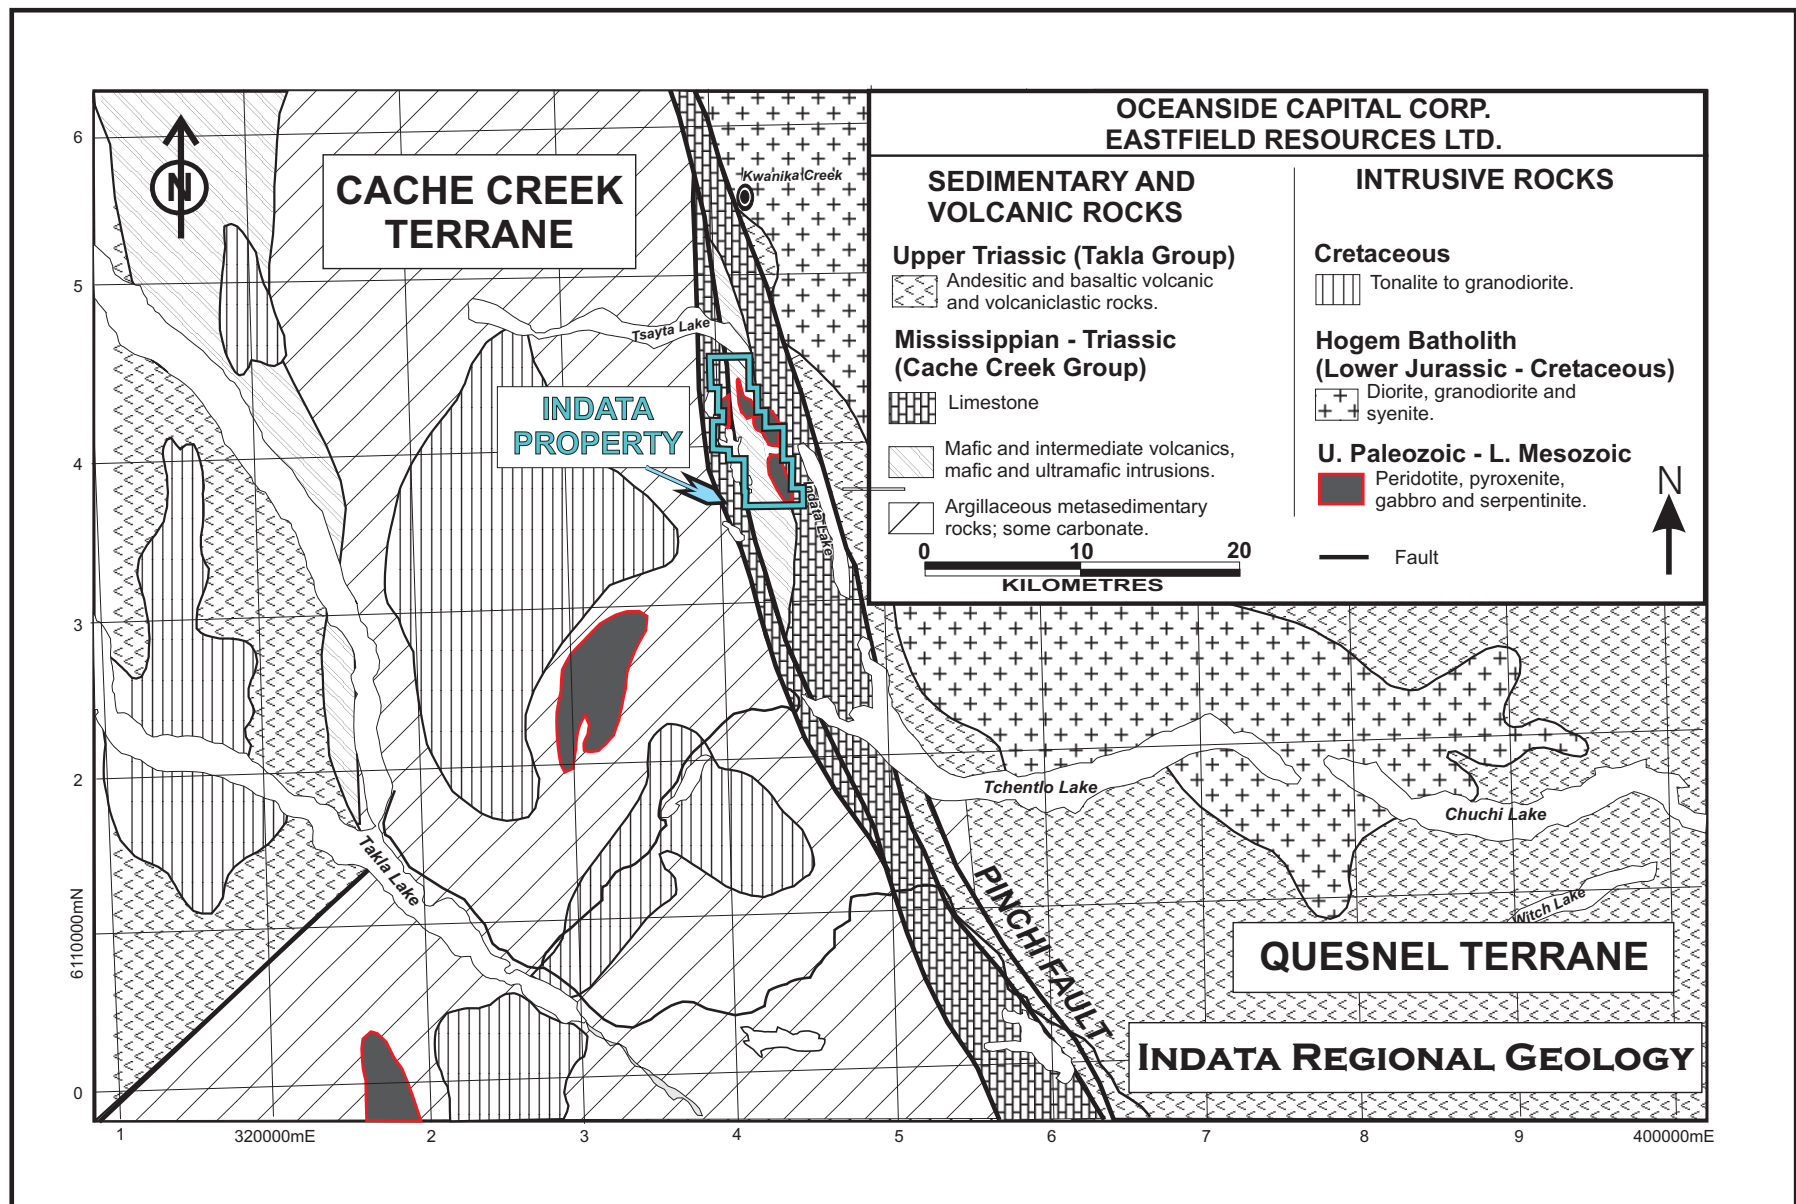 OCEANSIDE CAPITAL CORP.
EASTFIELD RESOURCES LTD.
SEDIMENTARY AND
VOLCANIC ROCKS
Upper Triassic (Takla Group)
Andesitic and basaltic volcanic
and volcaniclastic rocks.
Mississippian - Triassic
(Cache Creek Group)
Limestone
Mafic and intermediate volcanics,
mafic and ultramafic intrusions.
Argillaceous metasedimentary
rocks; some carbonate.
0 10 20
KILOMETRES
INTRUSIVE ROCKS
Cretaceous
Tonalite to granodiorite.
Hogem Batholith
(Lower Jurassic - Cretaceous)
Diorite, granodiorite and
syenite.
U. Paleozoic - L. Mesozoic
Peridotite, pyroxenite,
gabbro and serpentinite.
N
Fault
N
CACHE CREEK
TERRANE
Kwanika Creek
Tsayta Lake
INDATA
PROPERTY
Indata Lake
Tchentlo Lake
Chuchi Lake
Witch Lake
Takla Lake
PINCHI FAULT
QUESNEL TERRANE
INDATA REGIONAL GEOLOGY
6
5
4
3
2
6110000mN
0
1 320000mE 2 3 4 5 6 7 8 9 400000mE